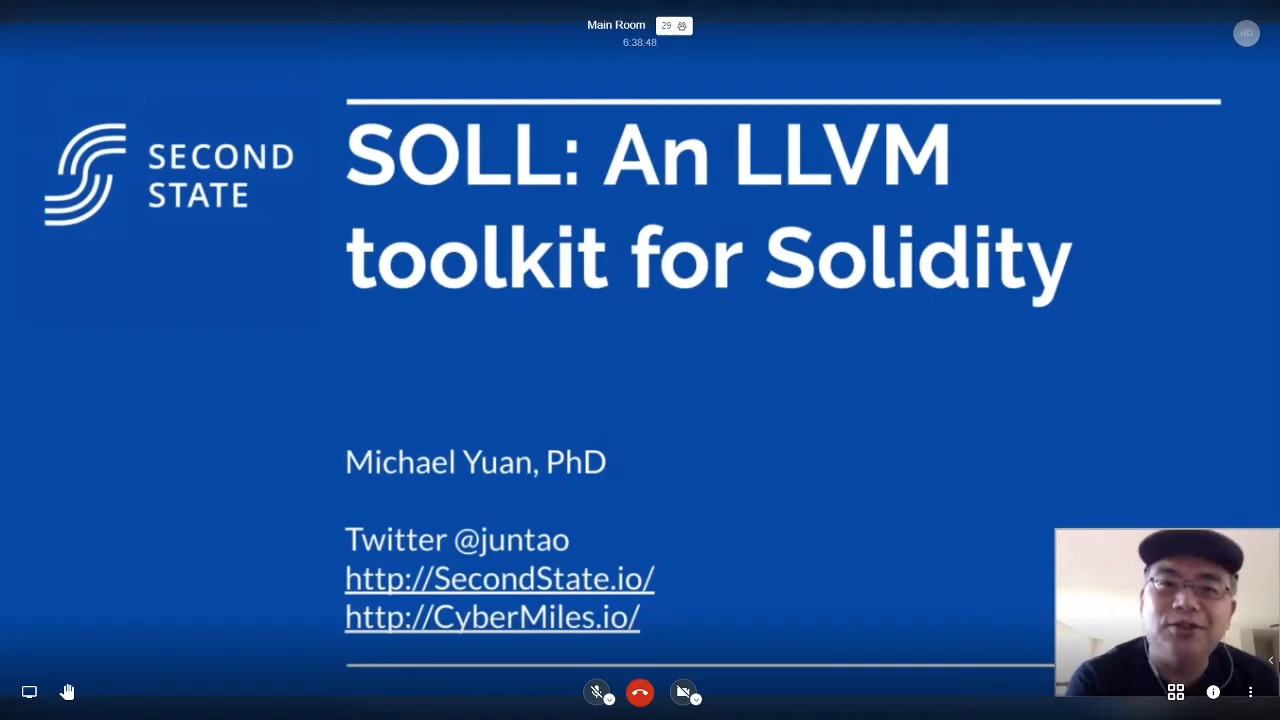 Main Room 29
6:38:48
HD
SECOND
STATE
SOLL: An LLVM
toolkit for Solidity
Michael Yuan, PhD
Twitter @juntao
http://SecondState.io/
http://CyberMiles.io/